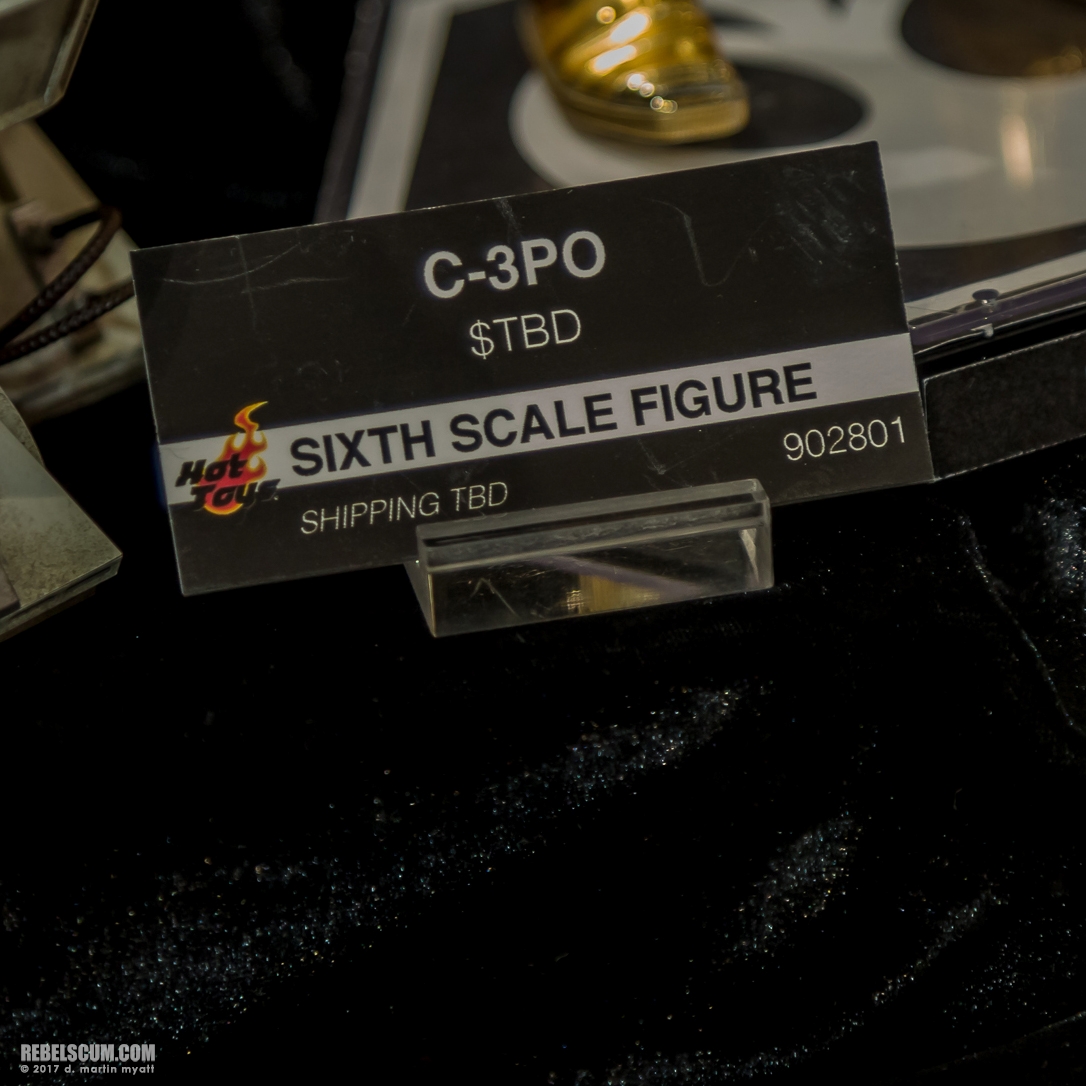 C-3PO
$TBD
Hot Toys
SIXTH SCALE FIGURE
902801
SHIPPING TBD
REBELSCUM.COM
© 2017 d. martin myatt